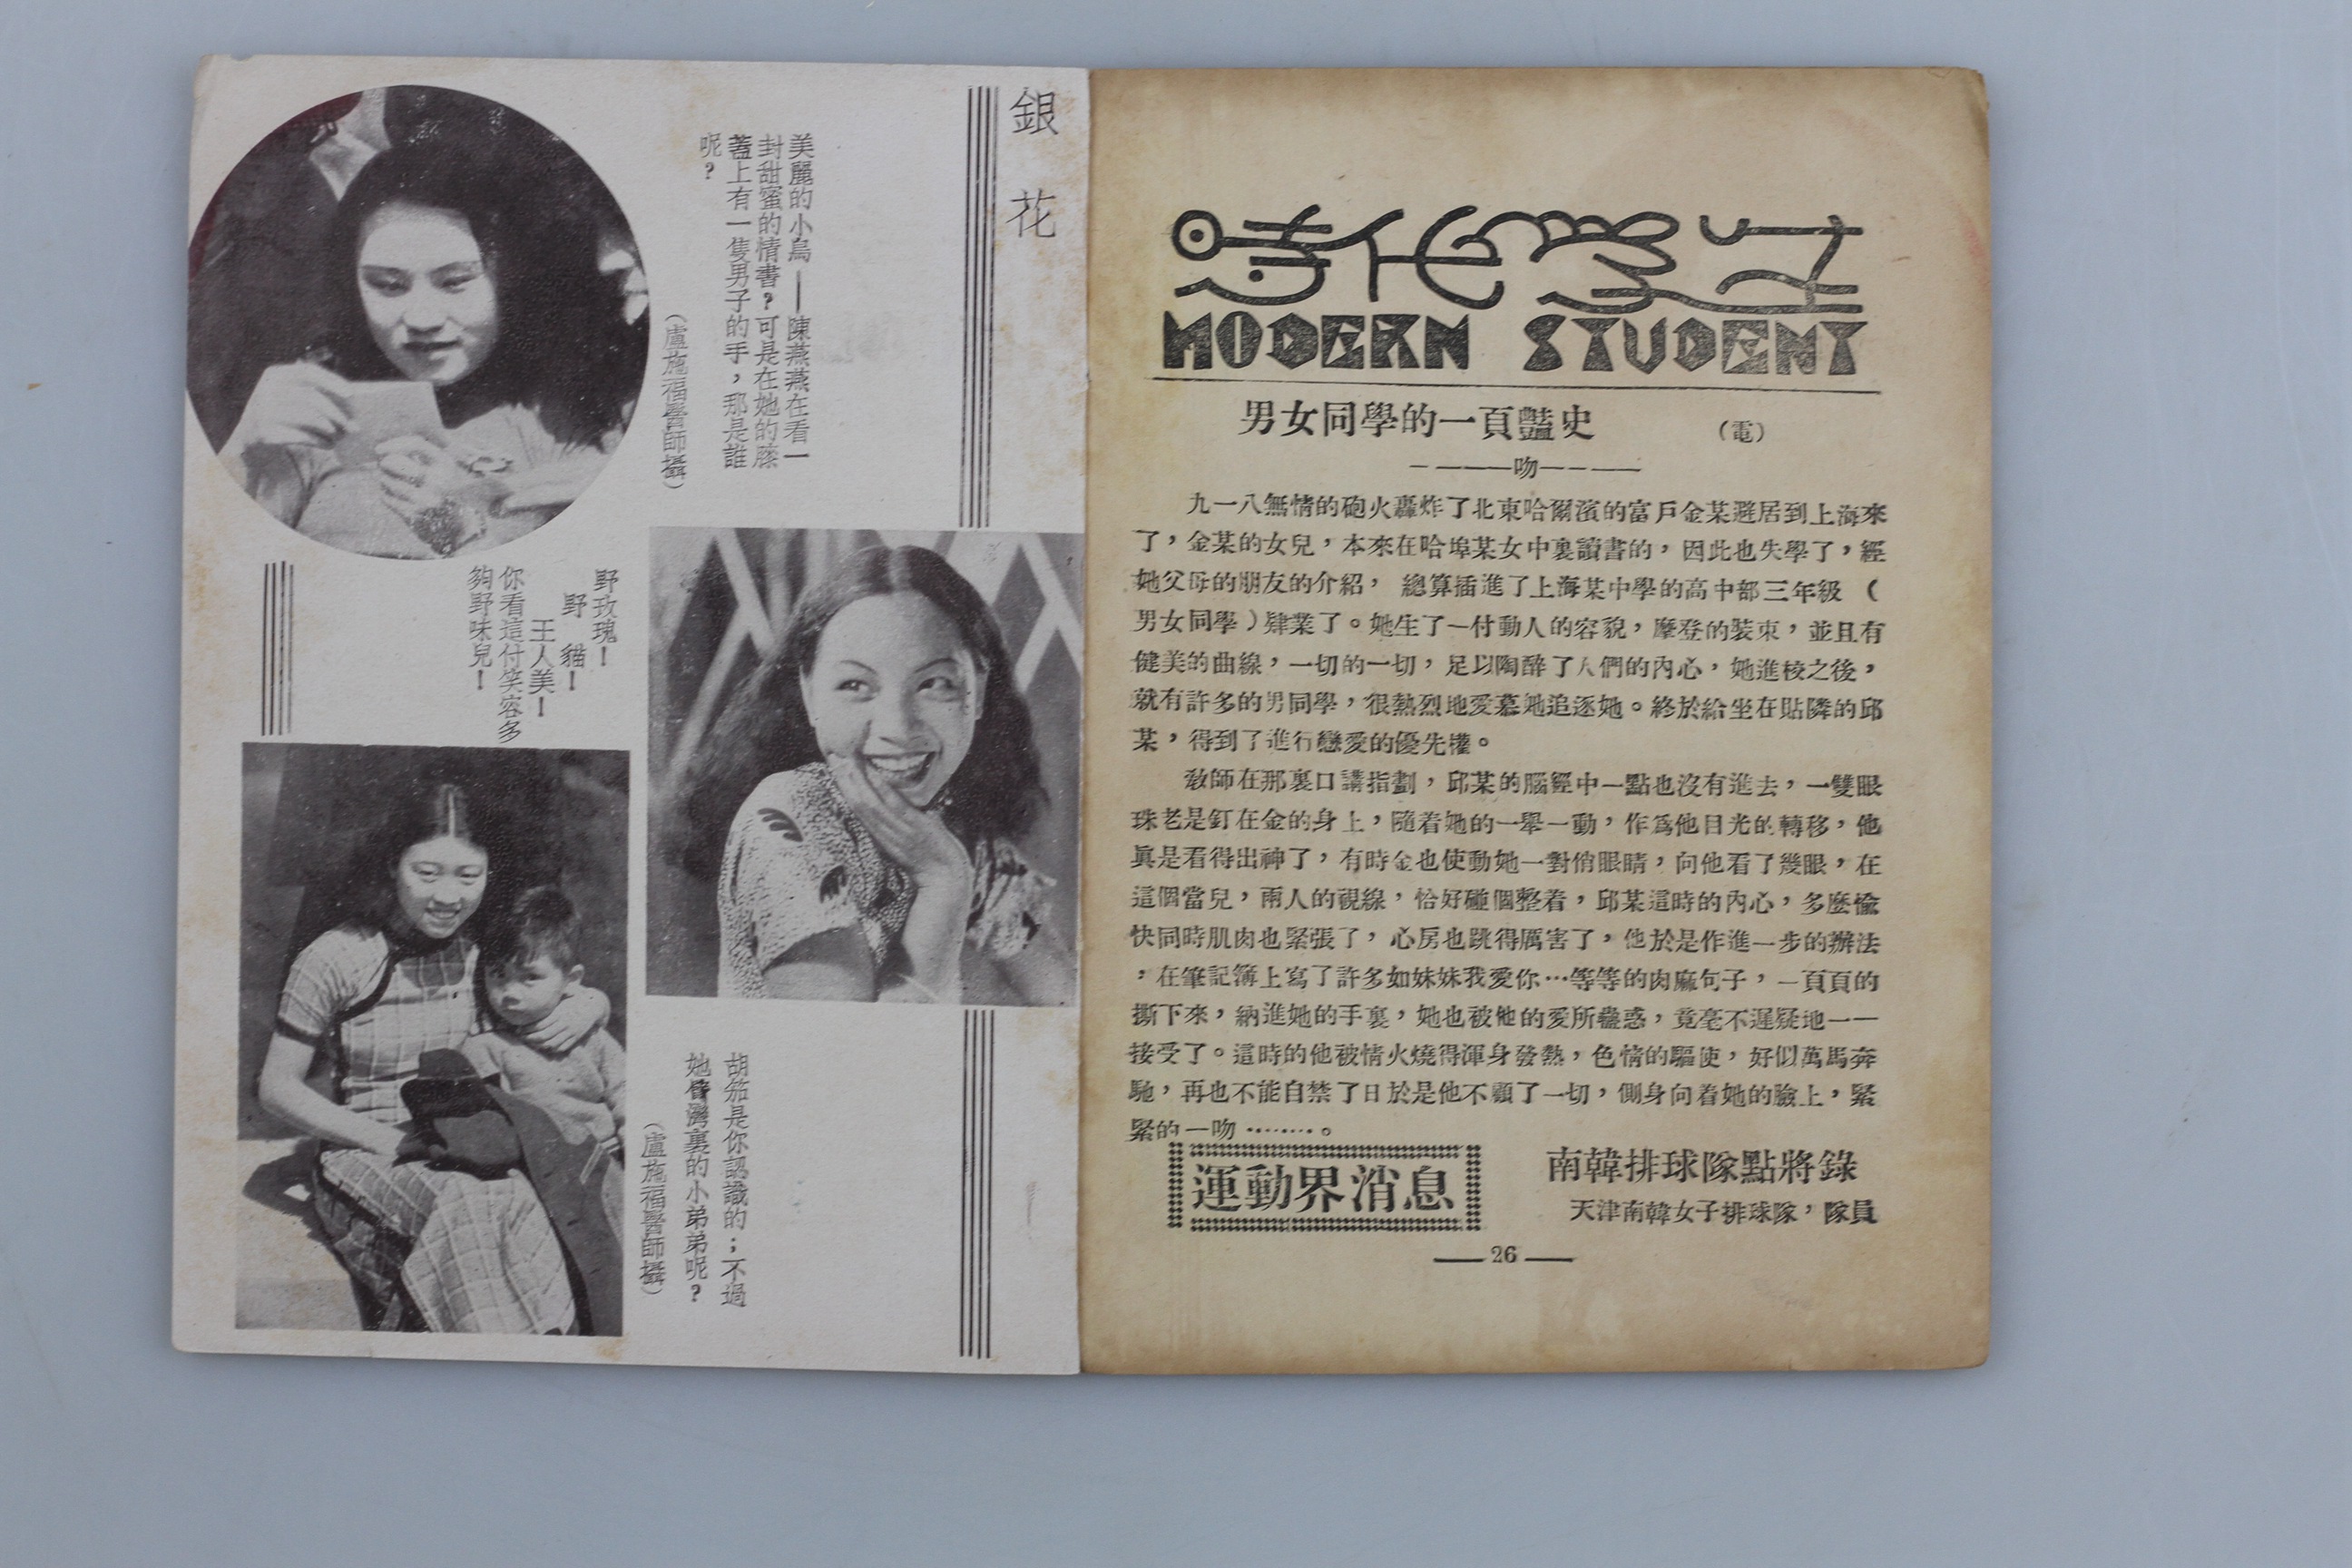 銀花
美麗的小鳥——陳燕燕在看一
封甜蜜的情書?可是在她的膝
蓋上有一隻男子的手,那是誰
呢?
(盧施福醫師攝)
野玫瑰!
野貓!
王人美!
你看這付笑容多
夠野味兒!
胡笳是你認識的;不過
她臂灣裏的小弟弟呢?
(盧施福醫師攝)
時代學生
MODERN STUDENT
男女同學的一頁豔史 (電)
—————吻—————
九一八無情的砲火轟炸了北東哈爾濱的富戶金某避居到上海來
了,金某的女兒,本來在哈埠某女中裏讀書的,因此也失學了,經
她父母的朋友的介紹, 總算插進了上海某中學的高中部三年級(
男女同學)肄業了。她生了一付動人的容貌,摩登的裝束,並且有
健美的曲線,一切的一切,足以陶醉了人們的內心,她進校之後,
就有許多的男同學,很熱烈地愛慕她追逐她。終於給坐在貼隣的邱
某,得到了進行戀愛的優先權。
敎師在那裏口講指劃,邱某的腦經中一點也沒有進去,一雙眼
珠老是釘在金的身上,隨着她的一舉一動,作爲他目光的轉移,他
眞是看得出神了,有時金也使動她一對俏眼睛,向他看了幾眼,在
這個當兒,兩人的視線,恰好碰個整着,邱某這時的內心,多麼愉
快同時肌肉也緊張了,心房也跳得厲害了,他於是作進一步的辦法
,在筆記簿上寫了許多如妹妹我愛你…等等的肉麻句子,一頁頁的
撕下來,納進她的手裏,她也被他的愛所蠱惑,竟毫不遲疑地一一
接受了。這時的他被情火燒得渾身發熱,色情的驅使,好似萬馬奔
馳,再也不能自禁了日於是他不顧了一切,側身向着她的臉上,緊
緊的一吻………。
運動界消息
南韓排球隊點將錄
天津南韓女子排球隊,隊員
——26——